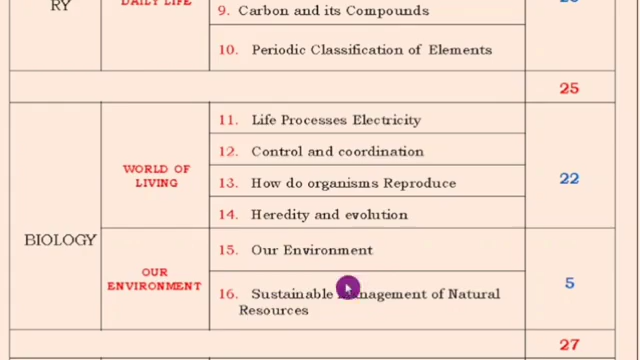 RY
DAILY LIFE
9. Carbon and its Compounds
10. Periodic Classification of Elements
25
BIOLOGY
WORLD OF
LIVING
11. Life Processes Electricity
12. Control and coordination
13. How do organisms Reproduce
14. Heredity and evolution
22
OUR
ENVIRONMENT
15. Our Environment
16. Sustainable Management of Natural
Resources
5
27